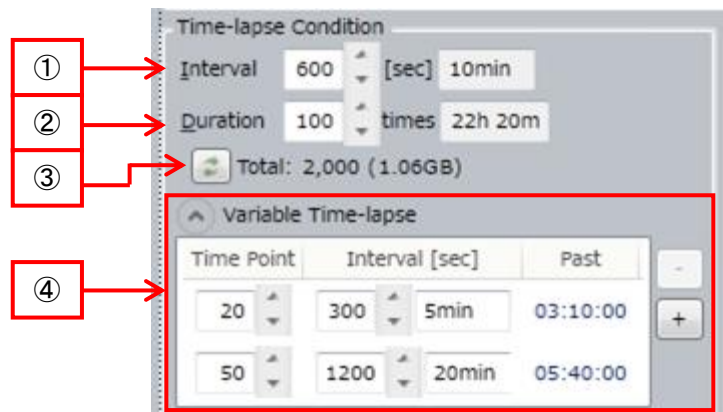 Time-lapse Condition
① Interval 600 [sec] 10min
② Duration 100 times 22h 20m
③ Total: 2,000 (1.06GB)
Variable Time-lapse
Time Point Interval [sec] Past -
④ 20 300 5min 03:10:00 +
50 1200 20min 05:40:00